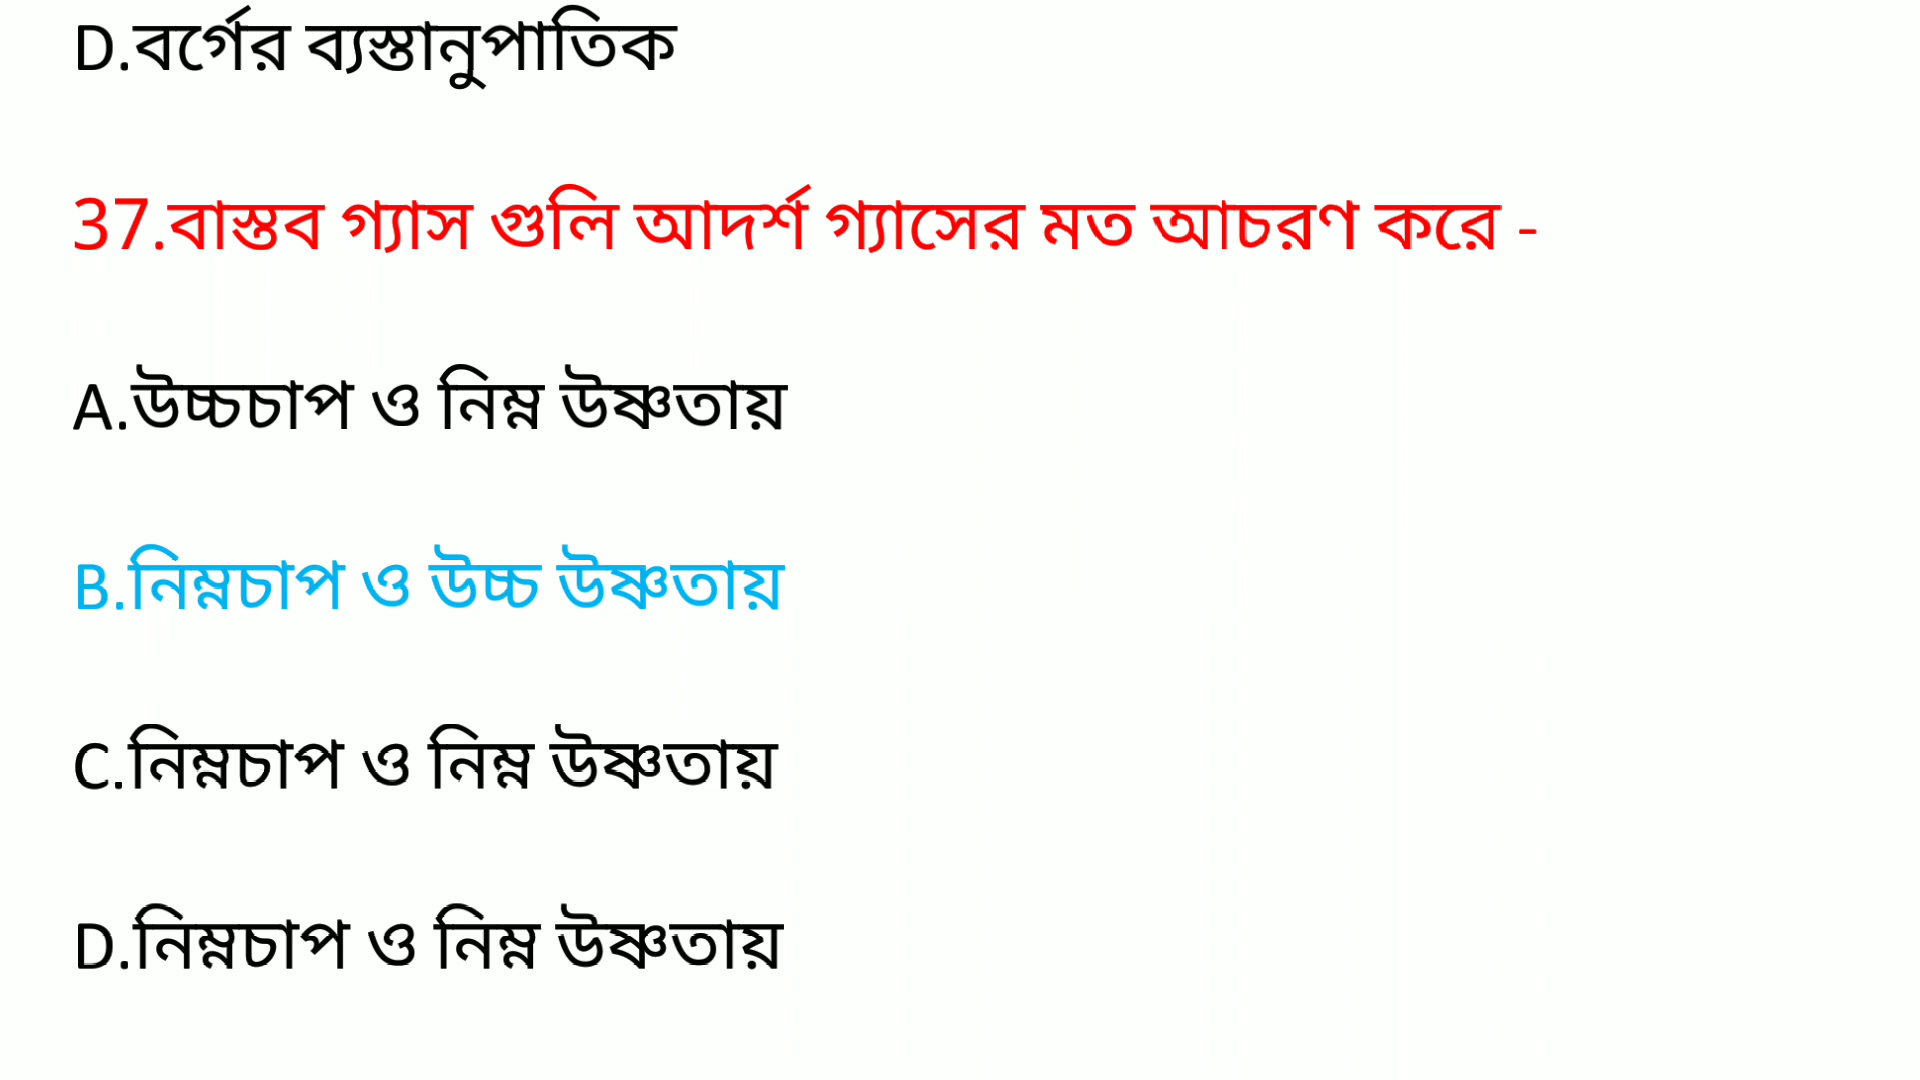 D.বর্গের ব্যস্তানুপাতিক
37.বাস্তব গ্যাস গুলি আদর্শ গ্যাসের মত আচরণ করে -
A.উচ্চচাপ ও নিম্ন উষ্ণতায়
B.নিম্নচাপ ও উচ্চ উষ্ণতায়
C.নিম্নচাপ ও নিম্ন উষ্ণতায়
D.নিম্নচাপ ও নিম্ন উষ্ণতায়